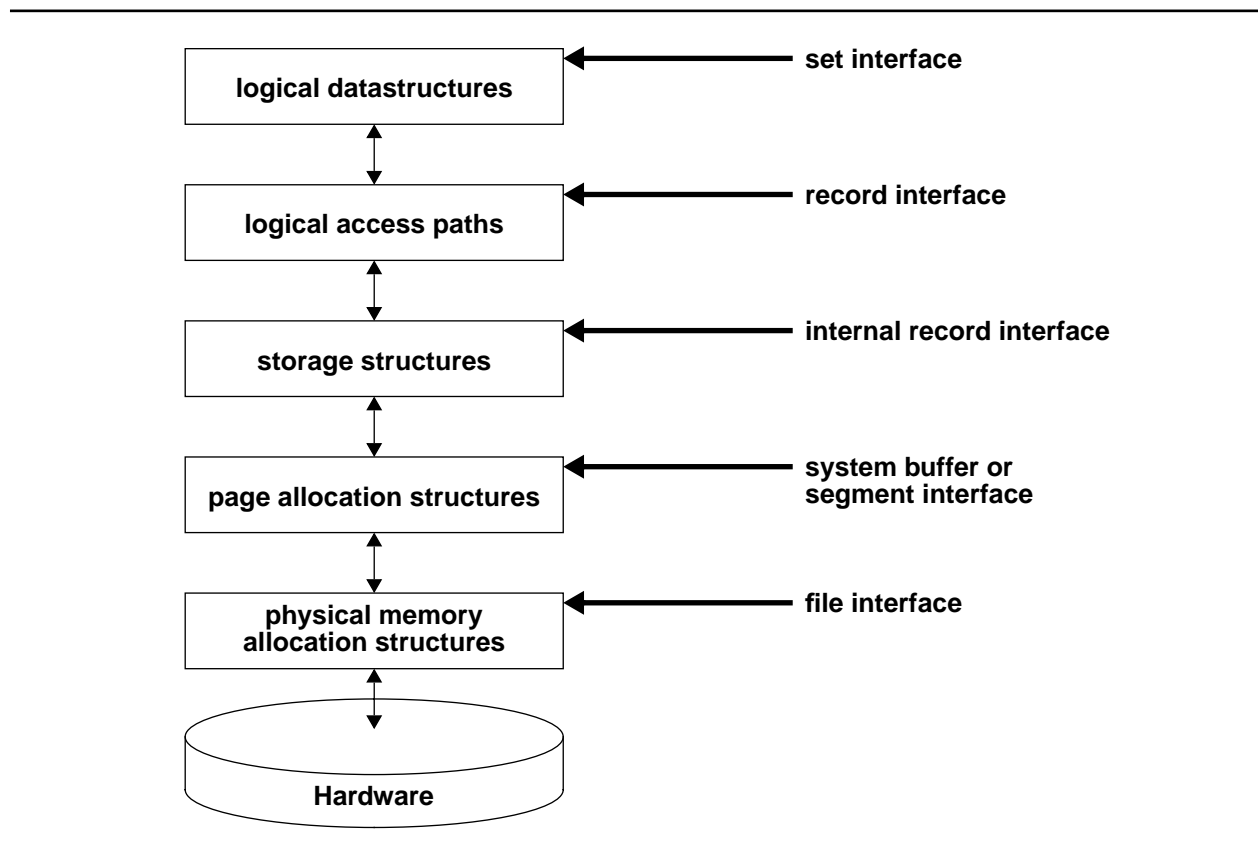 logical datastructures
set interface
logical access paths
record interface
storage structures
internal record interface
page allocation structures
system buffer or
segment interface
physical memory
allocation structures
file interface
Hardware